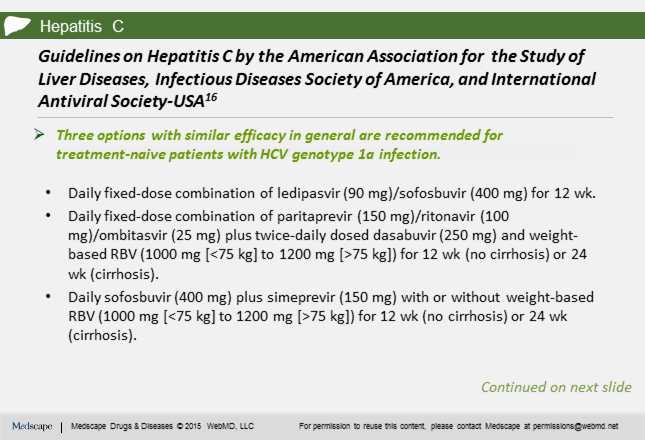 Hepatitis C
Guidelines on Hepatitis C by the American Association for the Study of
Liver Diseases, Infectious Diseases Society of America, and International
Antiviral Society-USA16
➢ Three options with similar efficacy in general are recommended for
treatment-naive patients with HCV genotype 1a infection.
• Daily fixed-dose combination of ledipasvir (90 mg)/sofosbuvir (400 mg) for 12 wk.
• Daily fixed-dose combination of paritaprevir (150 mg)/ritonavir (100
mg)/ombitasvir (25 mg) plus twice-daily dosed dasabuvir (250 mg) and weight-
based RBV (1000 mg [<75 kg] to 1200 mg [>75 kg]) for 12 wk (no cirrhosis) or 24
wk (cirrhosis).
• Daily sofosbuvir (400 mg) plus simeprevir (150 mg) with or without weight-based
RBV (1000 mg [<75 kg] to 1200 mg [>75 kg]) for 12 wk (no cirrhosis) or 24 wk
(cirrhosis).
Continued on next slide
Medscape | Medscape Drugs & Diseases © 2015 WebMD, LLC For permission to reuse this content, please contact Medscape at permissions@webmd.net